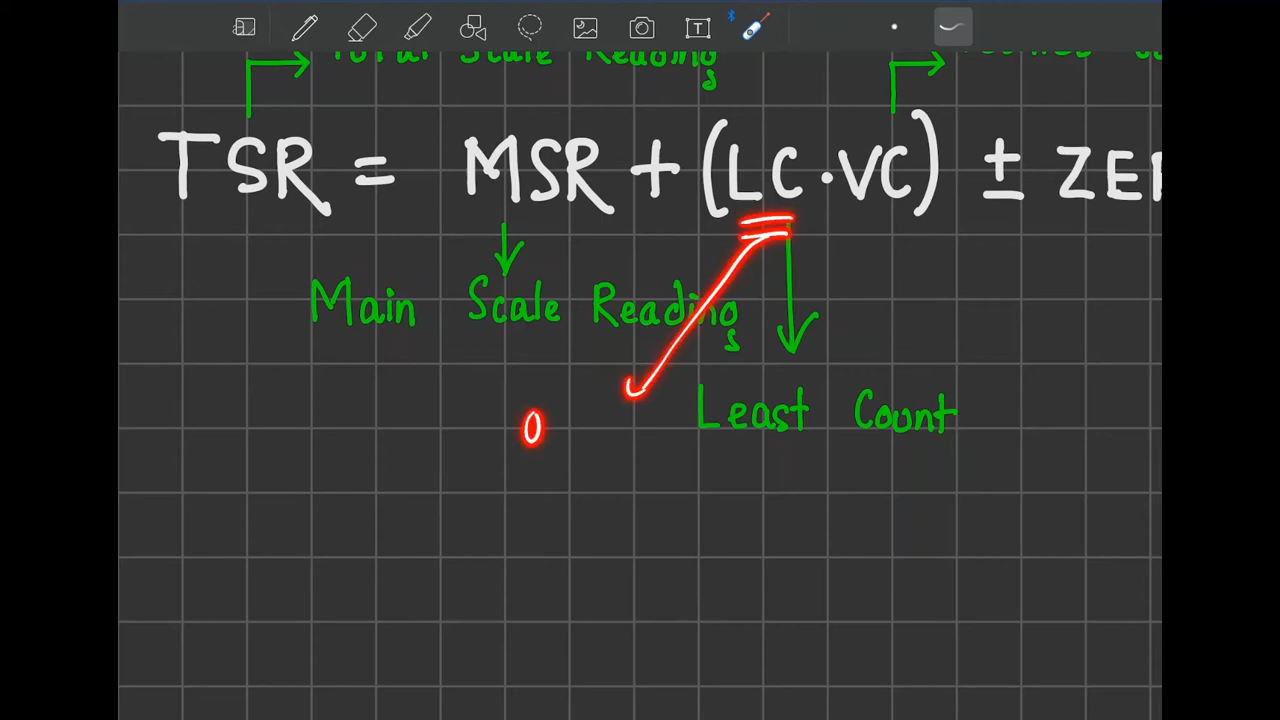 Total Scale Readings
TSR = MSR + (LC·VC) ± ZER
Main Scale Readings
Least Count
0